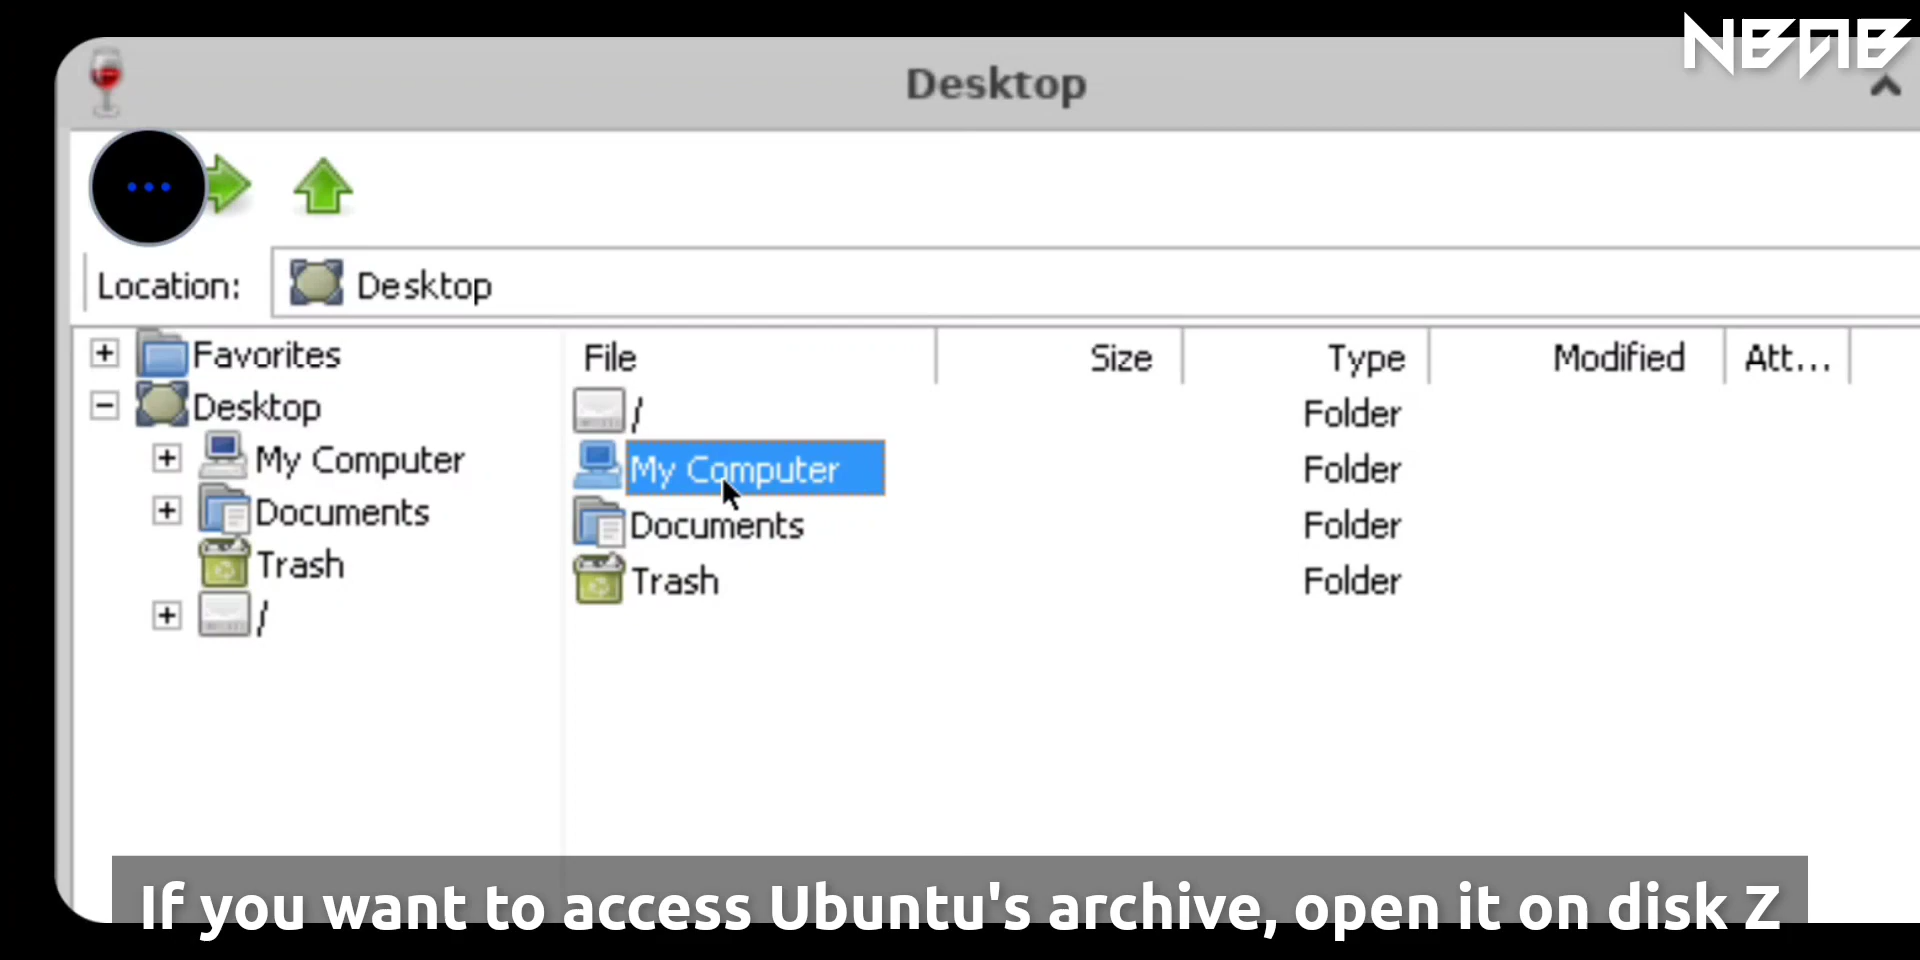 NBNB
Desktop
Location: Desktop
Favorites
Desktop
My Computer
Documents
Trash
/
File Size Type Modified Att...
/ Folder
My Computer Folder
Documents Folder
Trash Folder
If you want to access Ubuntu's archive, open it on disk Z